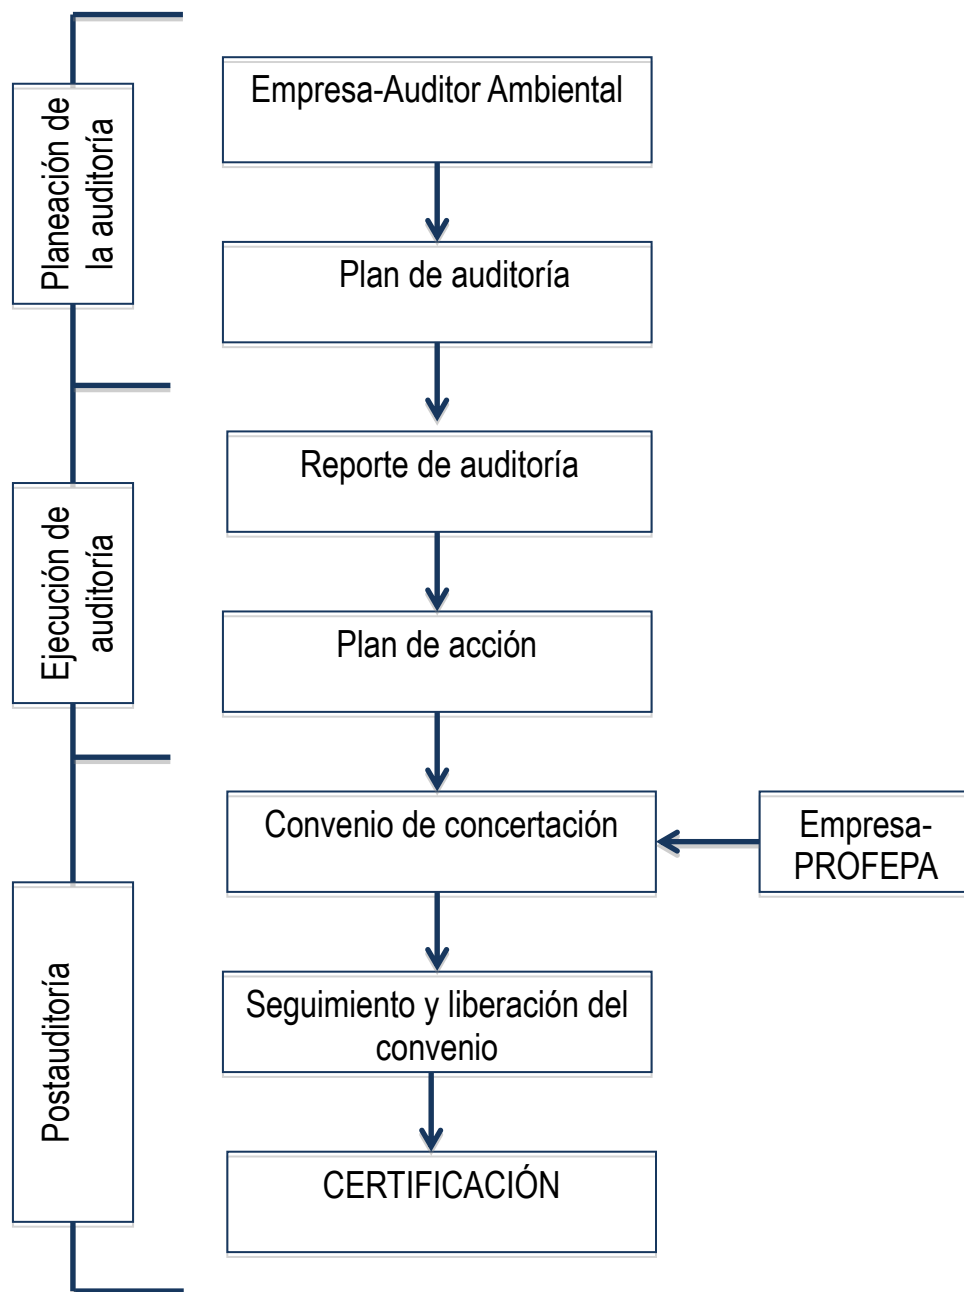 Planeación de
la auditoría
Empresa-Auditor Ambiental
Plan de auditoría
Ejecución de
auditoría
Reporte de auditoría
Plan de acción
Postauditoría
Convenio de concertación
Empresa-
PROFEPA
Seguimiento y liberación del
convenio
CERTIFICACIÓN